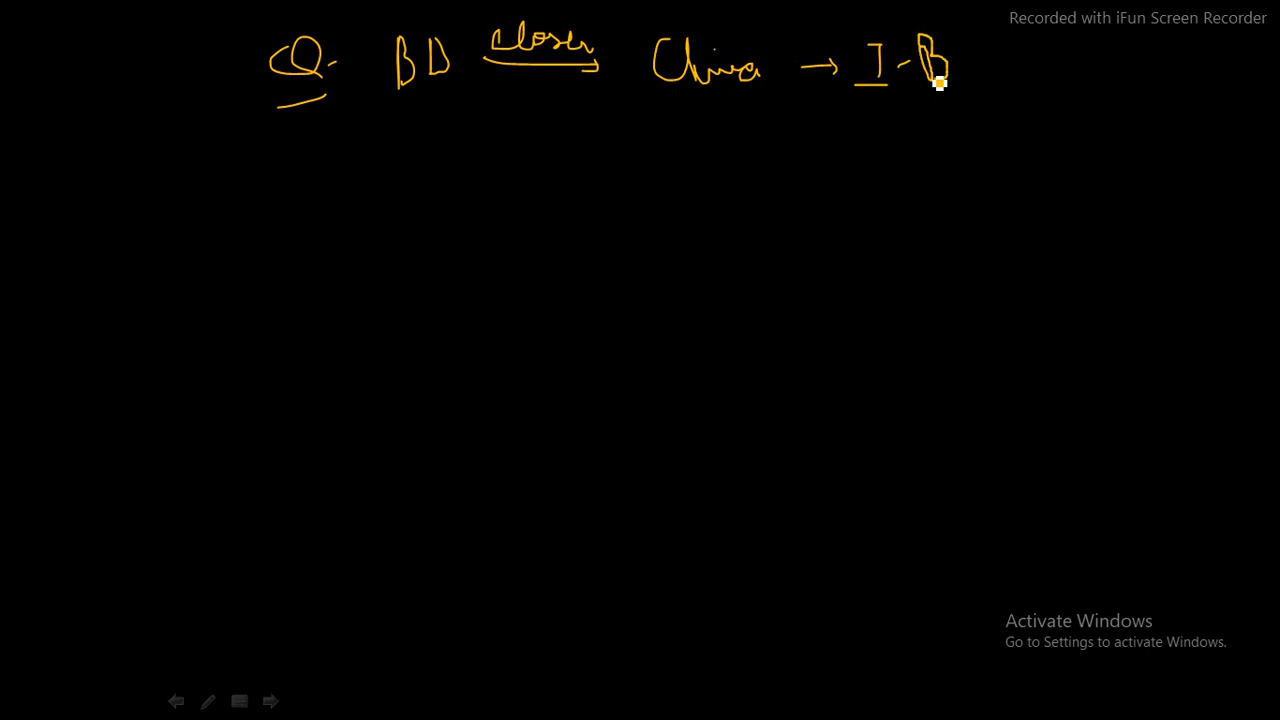 Recorded with iFun Screen Recorder
Q. BD closer China → I - B
Activate Windows
Go to Settings to activate Windows.